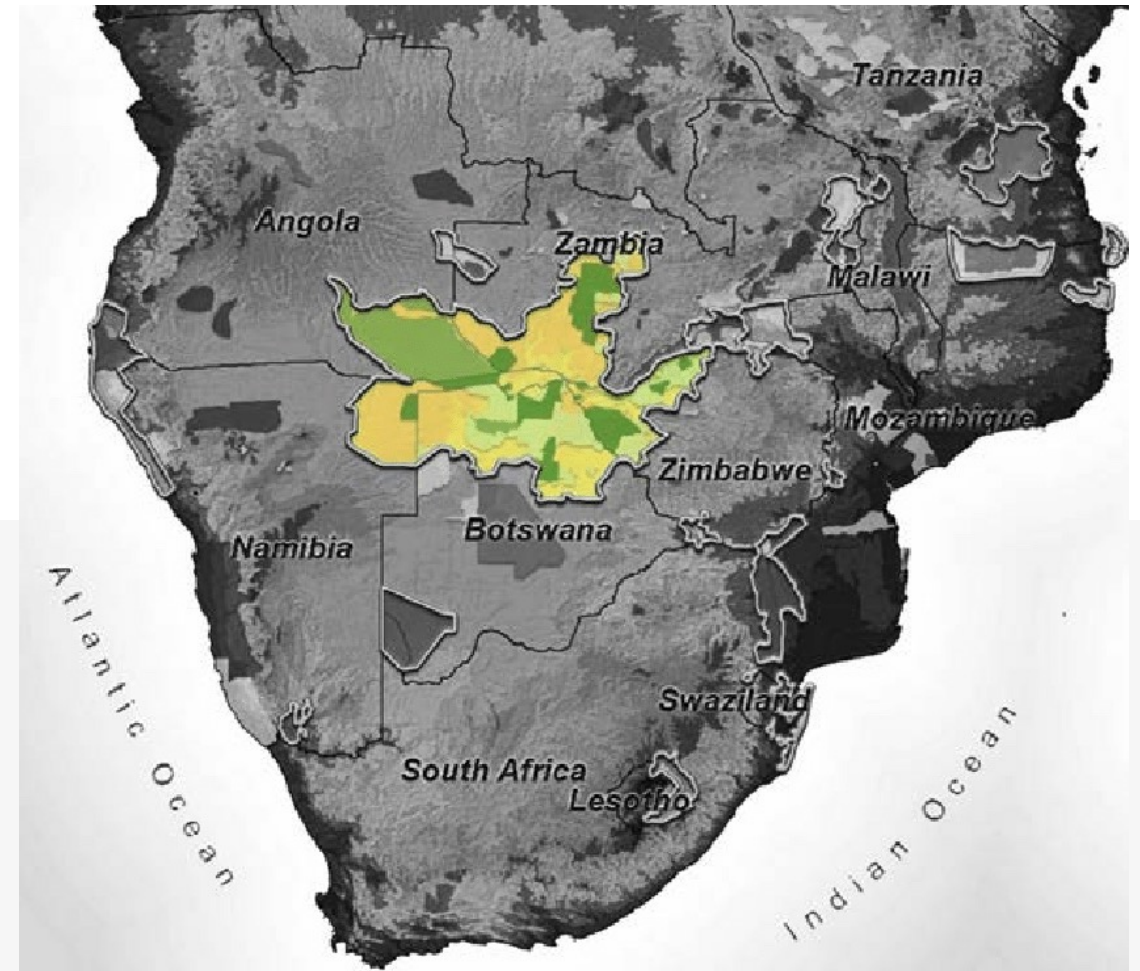 Tanzania
Angola
Zambia
Malawi
Mozambique
Zimbabwe
Botswana
Namibia
Atlantic Ocean
Swaziland
South Africa
Lesotho
Indian Ocean